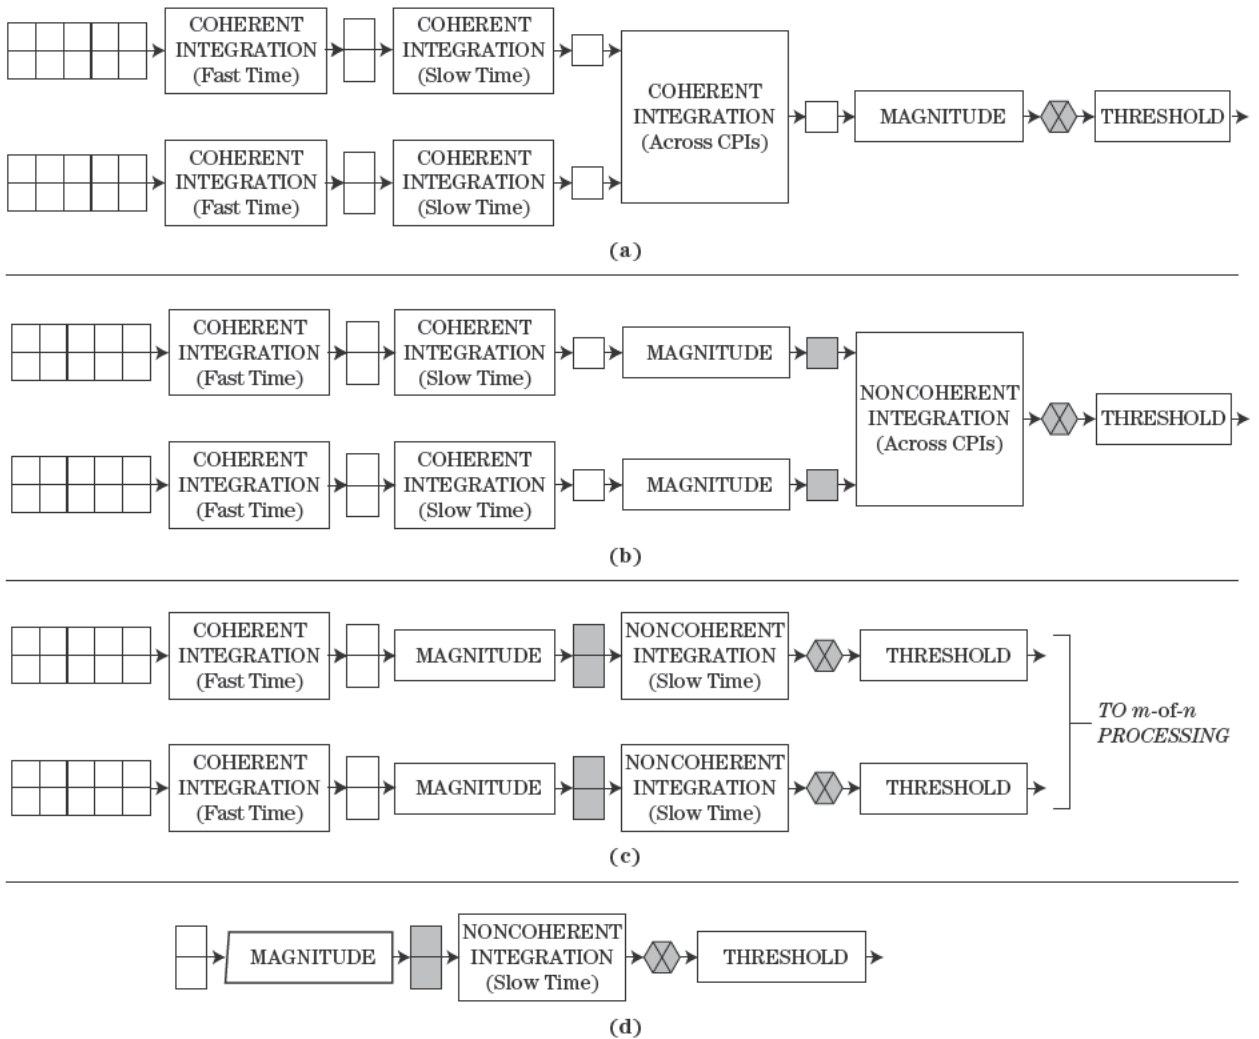 COHERENT
INTEGRATION
(Fast Time)
COHERENT
INTEGRATION
(Slow Time)
COHERENT
INTEGRATION
(Fast Time)
COHERENT
INTEGRATION
(Slow Time)
COHERENT
INTEGRATION
(Across CPIs)
MAGNITUDE
THRESHOLD
(a)
COHERENT
INTEGRATION
(Fast Time)
COHERENT
INTEGRATION
(Slow Time)
MAGNITUDE
COHERENT
INTEGRATION
(Fast Time)
COHERENT
INTEGRATION
(Slow Time)
MAGNITUDE
NONCOHERENT
INTEGRATION
(Across CPIs)
THRESHOLD
(b)
COHERENT
INTEGRATION
(Fast Time)
MAGNITUDE
NONCOHERENT
INTEGRATION
(Slow Time)
THRESHOLD
COHERENT
INTEGRATION
(Fast Time)
MAGNITUDE
NONCOHERENT
INTEGRATION
(Slow Time)
THRESHOLD
TO m-of-n
PROCESSING
(c)
MAGNITUDE
NONCOHERENT
INTEGRATION
(Slow Time)
THRESHOLD
(d)